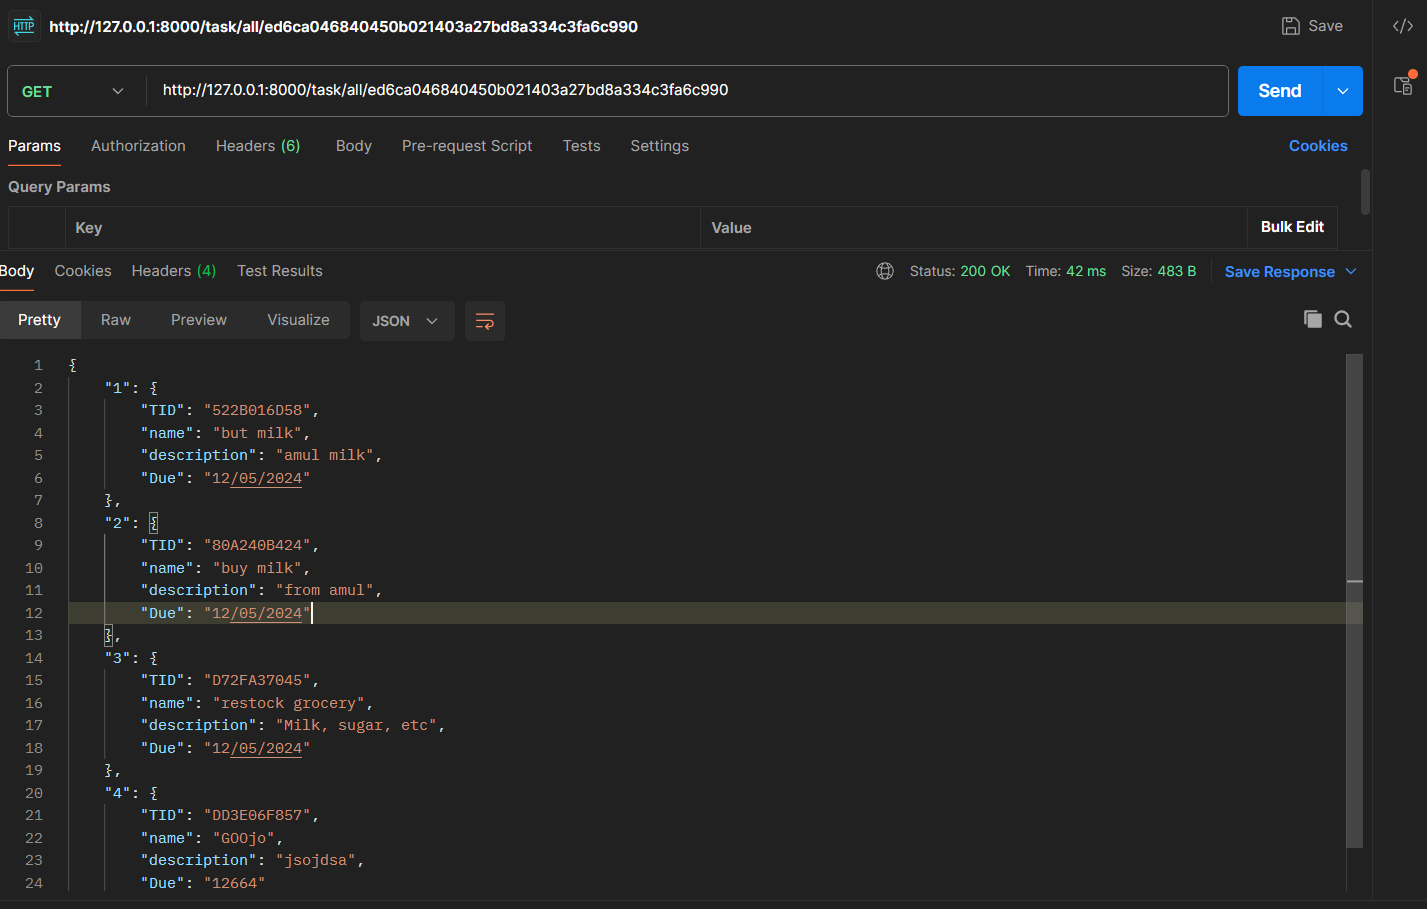 HTTP http://127.0.0.1:8000/task/all/ed6ca046840450b021403a27bd8a334c3fa6c990 Save
GET http://127.0.0.1:8000/task/all/ed6ca046840450b021403a27bd8a334c3fa6c990 Send
Params Authorization Headers (6) Body Pre-request Script Tests Settings Cookies
Query Params
Key Value Bulk Edit
Body Cookies Headers (4) Test Results Status: 200 OK Time: 42 ms Size: 483 B Save Response
Pretty Raw Preview Visualize JSON
1 {
2 "1": {
3 "TID": "522B016D58",
4 "name": "but milk",
5 "description": "amul milk",
6 "Due": "12/05/2024"
7 },
8 "2": {
9 "TID": "80A240B424",
10 "name": "buy milk",
11 "description": "from amul",
12 "Due": "12/05/2024"
13 },
14 "3": {
15 "TID": "D72FA37045",
16 "name": "restock grocery",
17 "description": "Milk, sugar, etc",
18 "Due": "12/05/2024"
19 },
20 "4": {
21 "TID": "DD3E06F857",
22 "name": "GOOjo",
23 "description": "jsojdsa",
24 "Due": "12664"